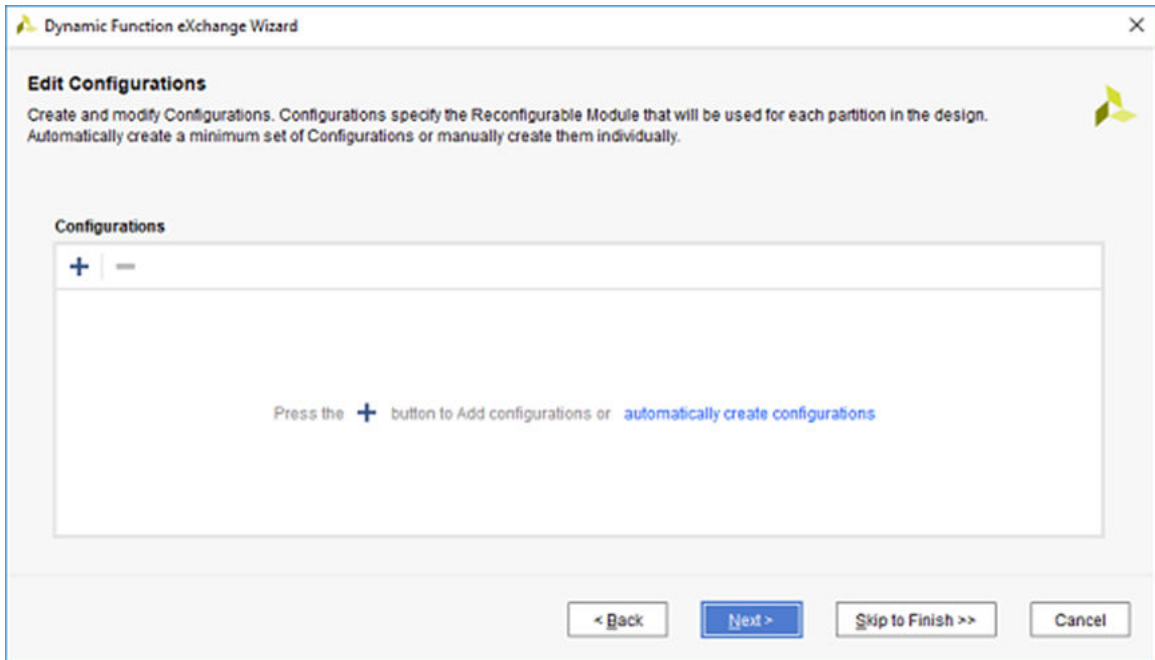 Dynamic Function eXchange Wizard
Edit Configurations
Create and modify Configurations. Configurations specify the Reconfigurable Module that will be used for each partition in the design.
Automatically create a minimum set of Configurations or manually create them individually.
Configurations
Press the + button to Add configurations or automatically create configurations
< Back Next > Skip to Finish >> Cancel